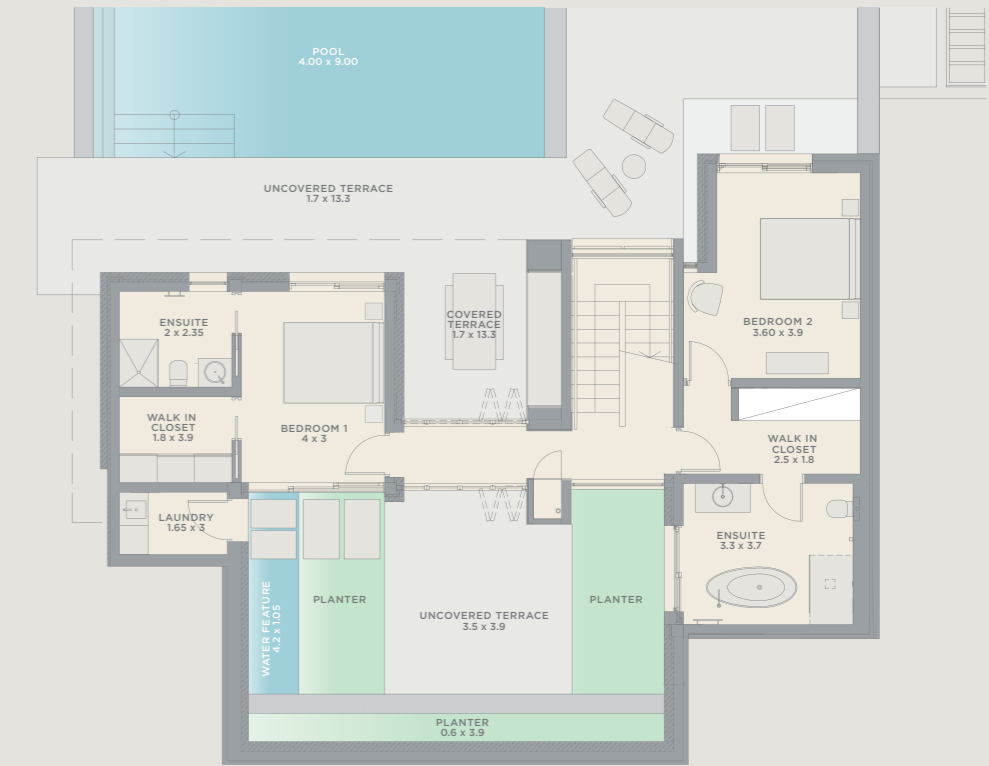 POOL
4.00 x 9.00
UNCOVERED TERRACE
1.7 x 13.3
ENSUITE
2 x 2.35
COVERED
TERRACE
1.7 x 13.3
BEDROOM 2
3.60 x 3.9
WALK IN
CLOSET
1.8 x 3.9
BEDROOM 1
4 x 3
WALK IN
CLOSET
2.5 x 1.8
LAUNDRY
1.65 x 3
ENSUITE
3.3 x 3.7
WATER FEATURE
4.2 x 1.05
PLANTER
UNCOVERED TERRACE
3.5 x 3.9
PLANTER
PLANTER
0.6 x 3.9